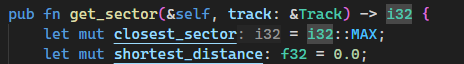 pub fn get_sector(&self, track: &Track) -> i32 {
let mut closest_sector: i32 = i32::MAX;
let mut shortest_distance: f32 = 0.0;